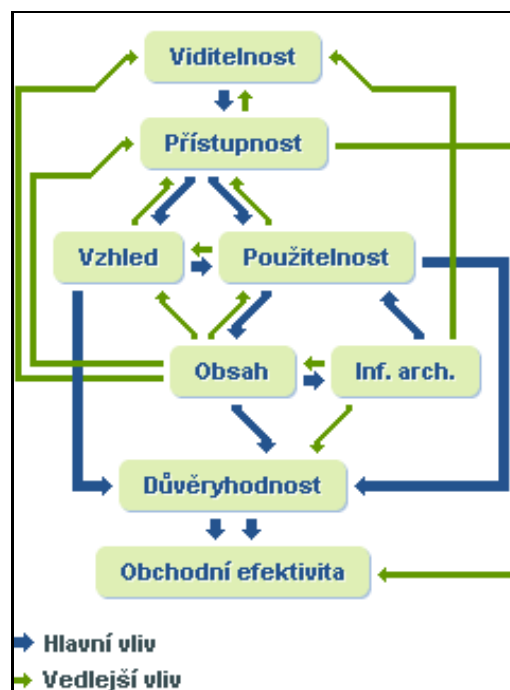 Viditelnost
Přístupnost
Vzhled
Použitelnost
Obsah
Inf. arch.
Důvěryhodnost
Obchodní efektivita
Hlavní vliv
Vedlejší vliv